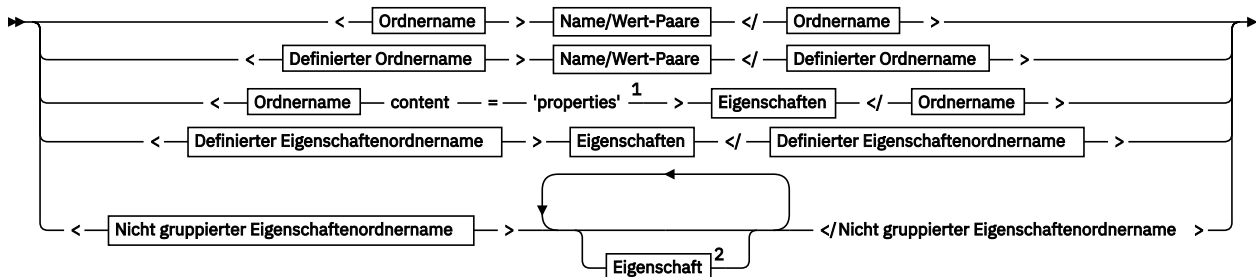 < Ordnername > Name/Wert-Paare </ Ordnername >
< Definierter Ordnername > Name/Wert-Paare </ Definierter Ordnername >
< Ordnername content = 'properties' 1 > Eigenschaften </ Ordnername >
< Definierter Eigenschaftenordnername > Eigenschaften </ Definierter Eigenschaftenordnername >
< Nicht gruppierter Eigenschaftenordnername > </Nicht gruppierter Eigenschaftenordnername >
Eigenschaft 2